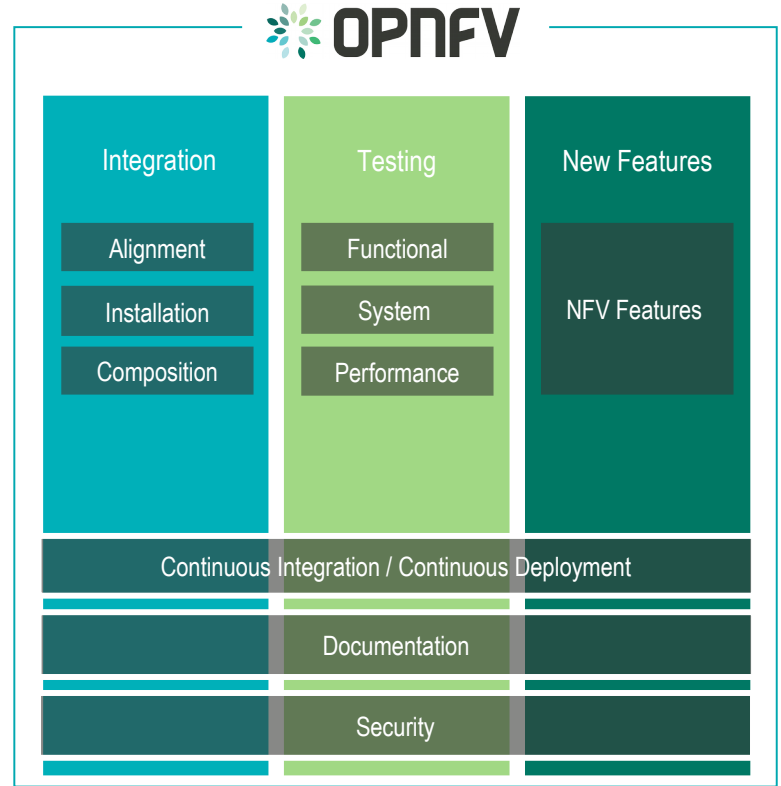 OPNFV
Integration
Alignment
Installation
Composition
Testing
Functional
System
Performance
New Features
NFV Features
Continuous Integration / Continuous Deployment
Documentation
Security